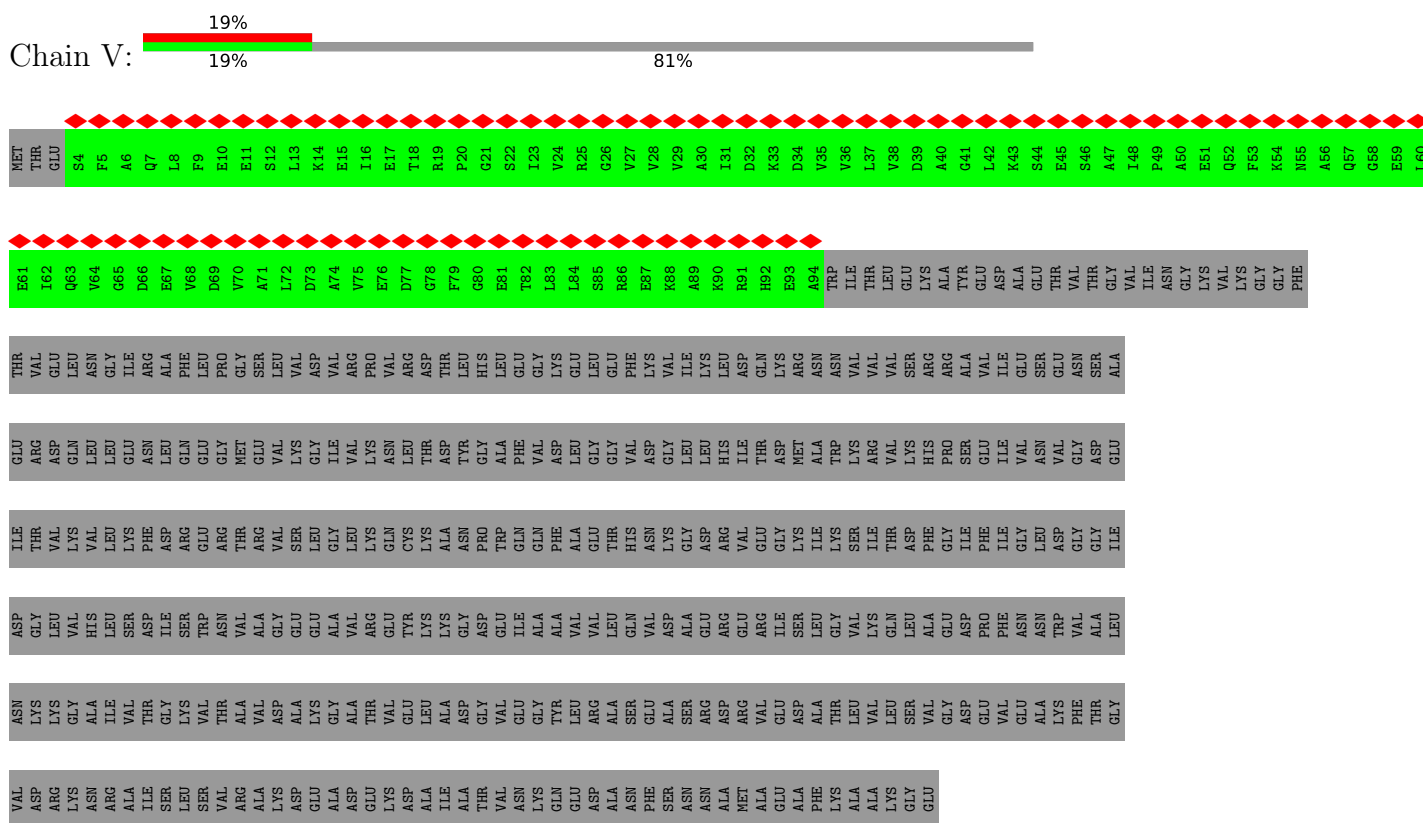 19%
Chain V:
19% 81%
MET THR GLU S4 F5 A6 Q7 L8 F9 E10 E11 S12 L13 K14 E15 I16 E17 T18 R19 P20 G21 S22 I23 V24 R25 G26 V27 V28 V29 A30 I31 D32 K33 D34 V35 V36 L37 V38 D39 A40 G41 L42 K43 S44 E45 S46 A47 I48 P49 A50 E51 Q52 F53 K54 N55 A56 Q57 G58 E59 L60
E61 I62 Q63 V64 G65 D66 E67 V68 D69 V70 A71 L72 D73 A74 V75 E76 D77 G78 F79 G80 E81 T82 L83 L84 S85 R86 E87 K88 A89 K90 R91 H92 E93 A94 TRP ILE THR LEU GLU LYS ALA TYR GLU ASP ALA GLU THR VAL THR GLY VAL ILE ASN GLY LYS VAL LYS GLY GLY PHE
THR VAL GLU LEU ASN GLY ILE ARG ALA PHE LEU PRO GLY SER LEU VAL ASP VAL ARG PRO VAL ARG ASP THR LEU HIS LEU GLU GLY LYS GLU LEU GLU PHE LYS VAL ILE LYS LEU ASP GLN LYS ARG ASN ASN VAL VAL VAL SER ARG ARG ALA VAL ILE GLU SER GLU ASN SER ALA
GLU ARG ASP GLN LEU LEU GLU ASN LEU GLN GLU GLY MET GLU VAL LYS GLY ILE VAL LYS ASN LEU THR ASP TYR GLY ALA PHE VAL ASP LEU GLY GLY VAL ASP GLY LEU LEU HIS ILE THR ASP MET ALA TRP LYS ARG VAL LYS HIS PRO SER GLU ILE VAL ASN VAL GLY ASP GLU
ILE THR VAL LYS VAL LEU LYS PHE ASP ARG GLU ARG THR ARG VAL SER LEU GLY LEU LYS GLN CYS LYS ALA ASN PRO TRP GLN GLN PHE ALA GLU THR HIS ASN LYS GLY ASP ARG VAL GLU GLY LYS ILE LYS SER ILE THR ASP PHE GLY ILE PHE ILE GLY LEU ASP GLY GLY ILE
ASP GLY LEU VAL HIS LEU SER ASP ILE SER TRP ASN VAL ALA GLY GLU GLU ALA VAL ARG GLU TYR LYS LYS GLY ASP GLU ILE ALA ALA VAL VAL LEU GLN VAL ASP ALA GLU ARG GLU ARG ILE SER LEU GLY VAL LYS GLN LEU ALA GLU ASP PRO PHE ASN ASN TRP VAL ALA LEU
ASN LYS LYS GLY ALA ILE VAL THR GLY LYS VAL THR ALA VAL ASP ALA LYS GLY ALA THR VAL GLU LEU ALA ASP GLY VAL GLU GLY TYR LEU ARG ALA SER GLU ALA SER ARG ASP ARG VAL GLU ASP ALA THR LEU VAL LEU SER VAL GLY ASP GLU VAL GLU ALA LYS PHE THR GLY
VAL ASP ARG LYS ASN ARG ALA ILE SER LEU SER VAL ARG ALA LYS ASP GLU ALA ASP GLU LYS ASP ALA ILE ALA THR VAL ASN LYS GLN GLU ASP ALA ASN PHE SER ASN ASN ALA MET ALA GLU ALA PHE LYS ALA ALA LYS GLY GLU